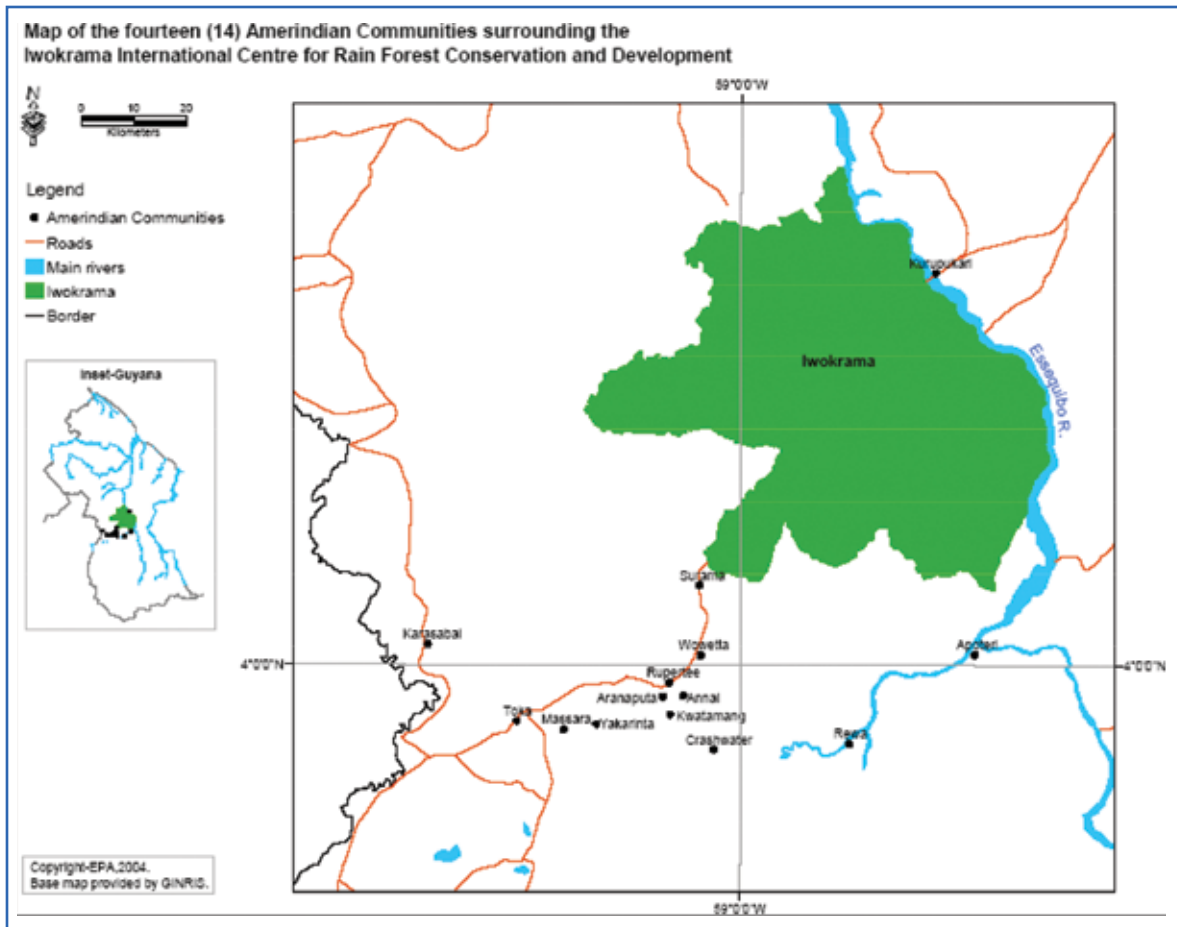 Map of the fourteen (14) Amerindian Communities surrounding the
Iwokrama International Centre for Rain Forest Conservation and Development
N
0 10 20
Kilometers
Legend
Amerindian Communities
Roads
Main rivers
Iwokrama
Border
Inset-Guyana
59°0'0"W
Kurupukari
Iwokrama
Essequibo R.
Surama
Karasabai
Wowetta
Apoteri
4°0'0"N
4°0'0"N
Rupertee
Aranaputa
Annai
Toka
Massara
Yakarinta
Kwatamang
Crashwater
Rewa
Copyright-EPA,2004.
Base map provided by GINRIS.
59°0'0"W